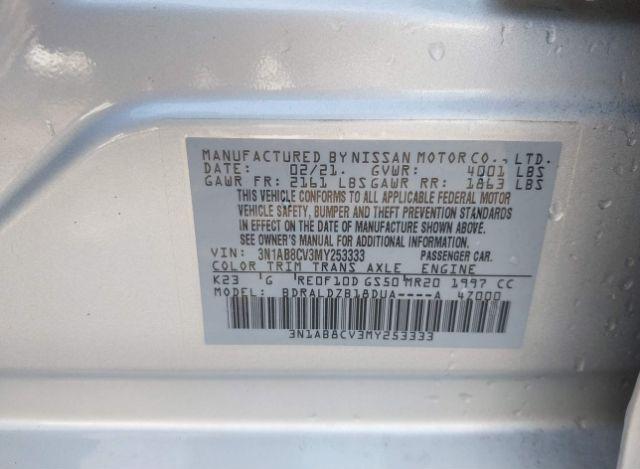 MANUFACTURED BY NISSAN MOTOR CO., LTD.
DATE: 02/21. GVWR: 4001 LBS
GAWR FR: 2161 LBS GAWR RR: 1863 LBS
THIS VEHICLE CONFORMS TO ALL APPLICABLE FEDERAL MOTOR
VEHICLE SAFETY, BUMPER AND THEFT PREVENTION STANDARDS
IN EFFECT ON THE DATE OF MANUFACTURE SHOWN ABOVE.
SEE OWNER'S MANUAL FOR ADDITIONAL INFORMATION.
VIN: 3N1AB8CV3MY253333 PASSENGER CAR.
COLOR TRIM TRANS AXLE ENGINE
K23 G RE0F10D GS50 MR20 1997 CC
MODEL: BDRALDZB18DUA----A 47000
3N1AB8CV3MY253333